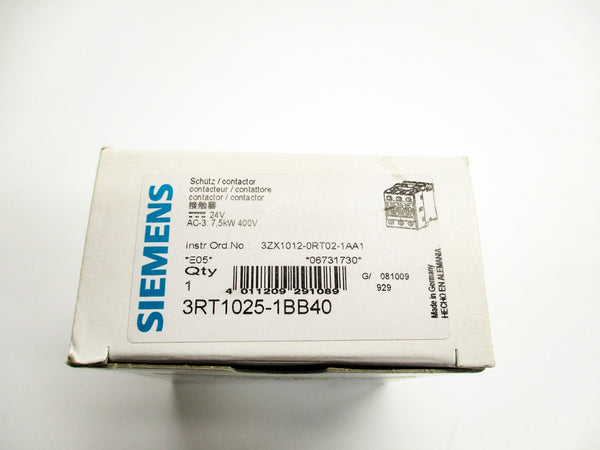 SIEMENS
Schütz / contactor
contacteur / contattore
contactor / contactor
接触器
24V
AC-3: 7,5kW 400V
Instr.Ord.No.: 3ZX1012-0RT02-1AA1
*E05* *06731730*
Qty
1
4 011209 291089
G/ 081009
929
3RT1025-1BB40
Made in Germany
HECHO EN ALEMANIA